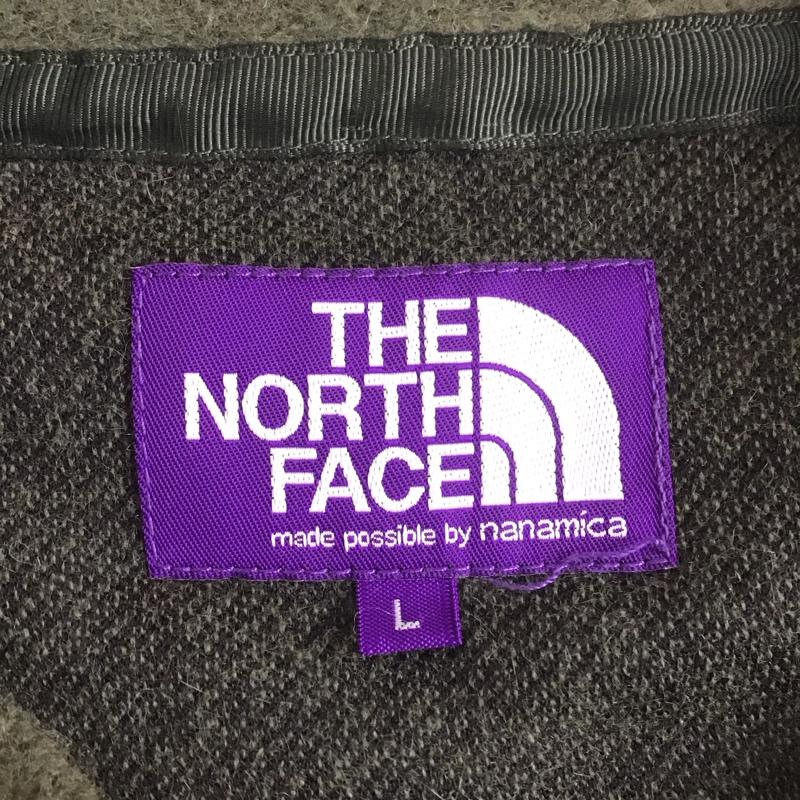 THE
NORTH
FACE
made possible by nanamica
L